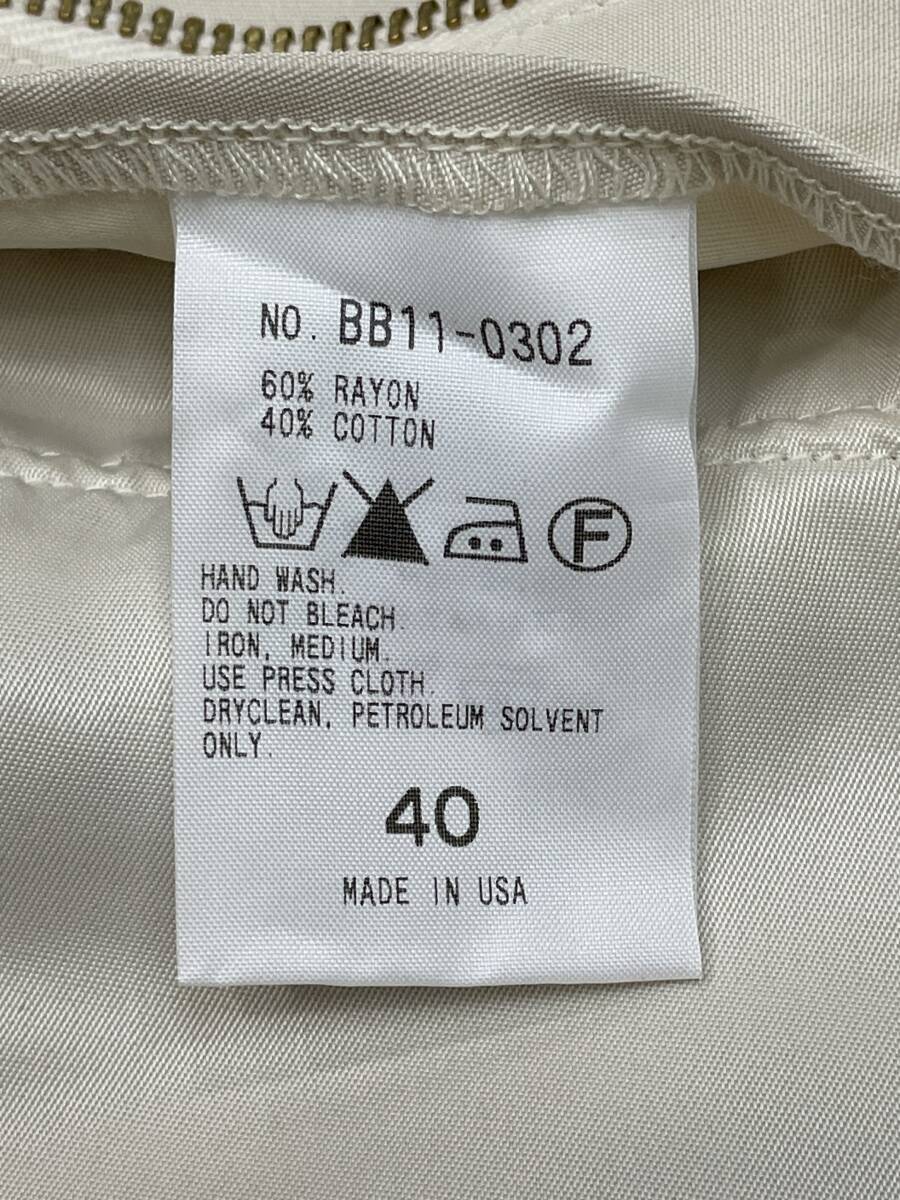 NO. BB11-0302
60% RAYON
40% COTTON
F
HAND WASH.
DO NOT BLEACH
IRON, MEDIUM.
USE PRESS CLOTH.
DRYCLEAN, PETROLEUM SOLVENT
ONLY.
40
MADE IN USA